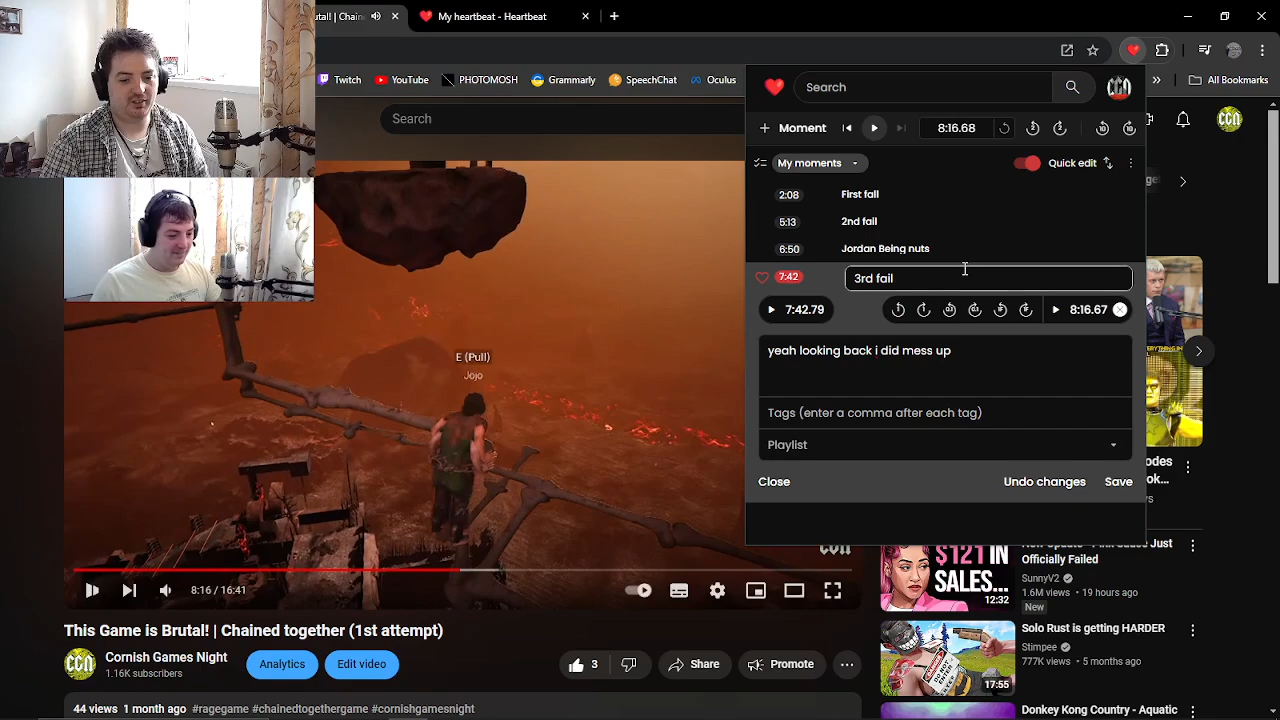 rutal! | Chain
My heartbeat - Heartbeat
Twitch
YouTube
PHOTOMOSH
Grammarly
SpeechChat
Oculus
All Bookmarks
Search
Search
CCN
CGN
Moment
8:16.68
My moments
Quick edit
2:08 First fall
5:13 2nd fall
6:50 Jordan Being nuts
7:42 3rd fail
7:42.79
8:16.67
yeah looking back i did mess up
Tags (enter a comma after each tag)
Playlist
Close
Undo changes
Save
E (Pull)
Jojo
8:16 / 16:41
This Game is Brutal! | Chained together (1st attempt)
CGN
Cornish Games Night
1.16K subscribers
Analytics
Edit video
3
Share
Promote
44 views 1 month ago #ragegame #chainedtogethergame #cornishgamesnight
$121 IN
SALES...
12:32
Officially Failed
SunnyV2
1.6M views • 19 hours ago
New
Solo Rust is getting HARDER
Stimpee
777K views • 5 months ago
17:55
Donkey Kong Country - Aquatic